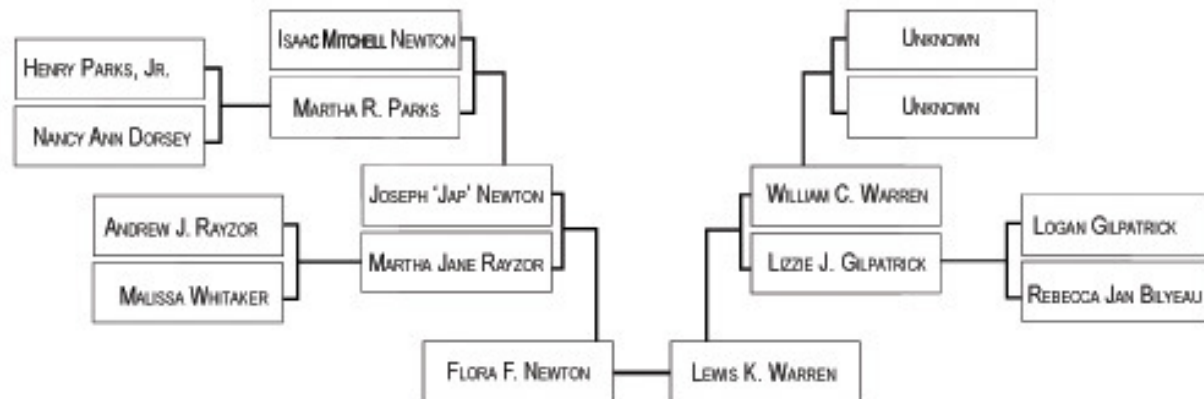 ISAAC MITCHELL NEWTON
UNKNOWN
HENRY PARKS, JR.
MARTHA R. PARKS
UNKNOWN
NANCY ANN DORSEY
JOSEPH 'JAP' NEWTON
WILLIAM C. WARREN
ANDREW J. RAYZOR
LOGAN GILPATRICK
MARTHA JANE RAYZOR
LIZZIE J. GILPATRICK
MALISSA WHITAKER
REBECCA JAN BILYEAU
FLORA F. NEWTON
LEWIS K. WARREN